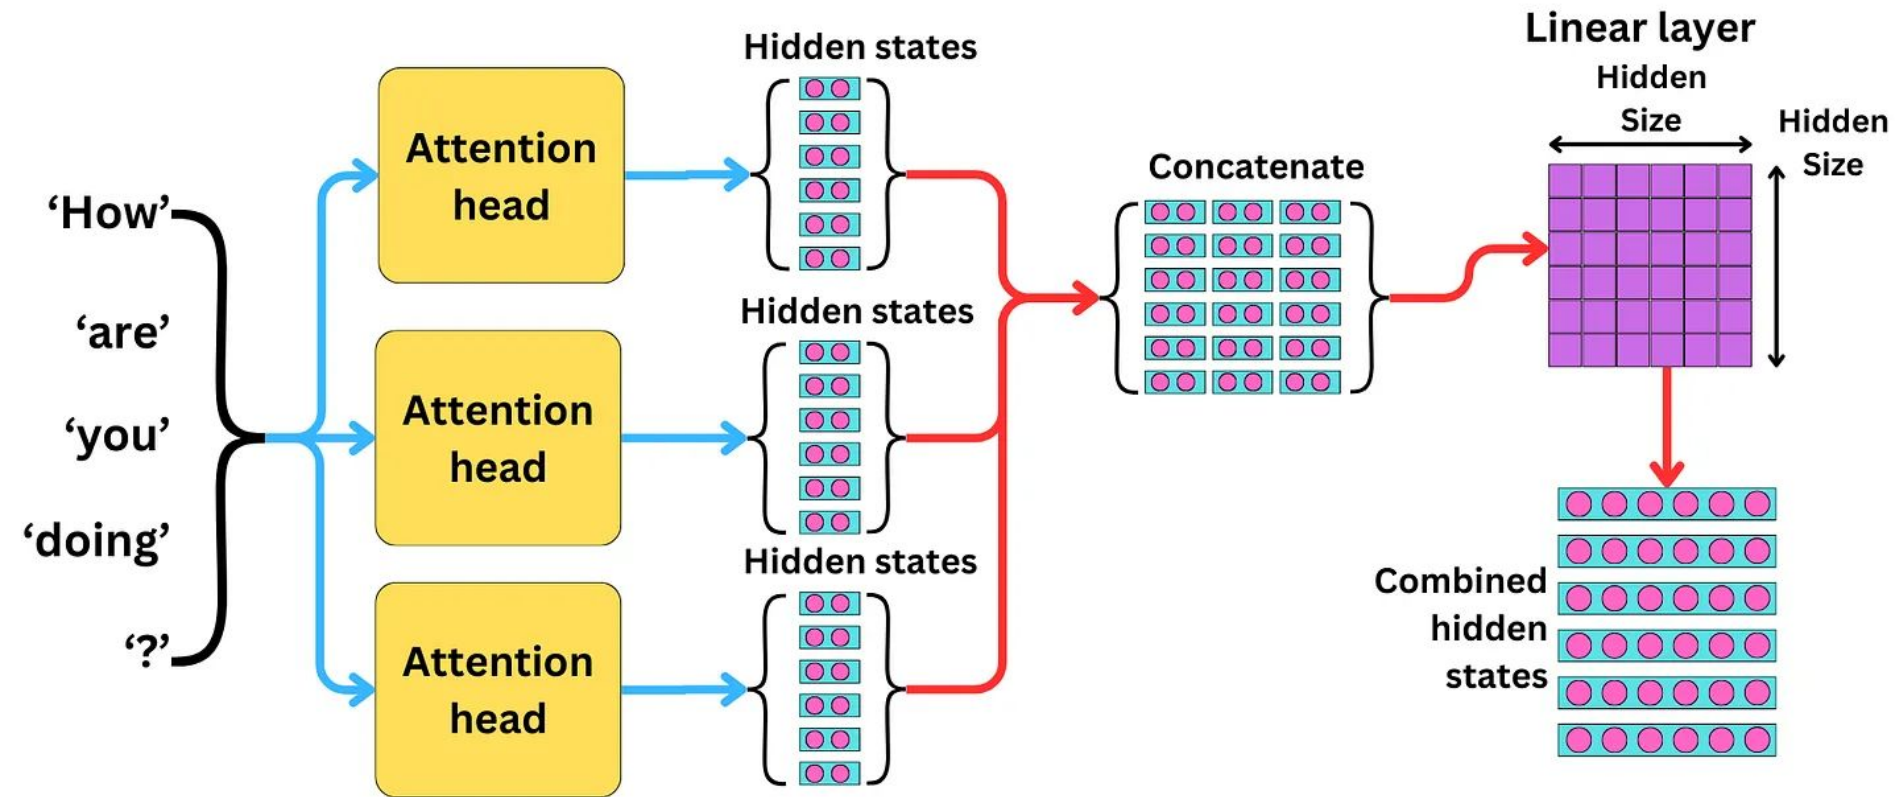 ‘How’
‘are’
‘you’
‘doing’
‘?’
Attention
head
Attention
head
Attention
head
Hidden states
Hidden states
Hidden states
Concatenate
Linear layer
Hidden
Size
Hidden
Size
Combined
hidden
states